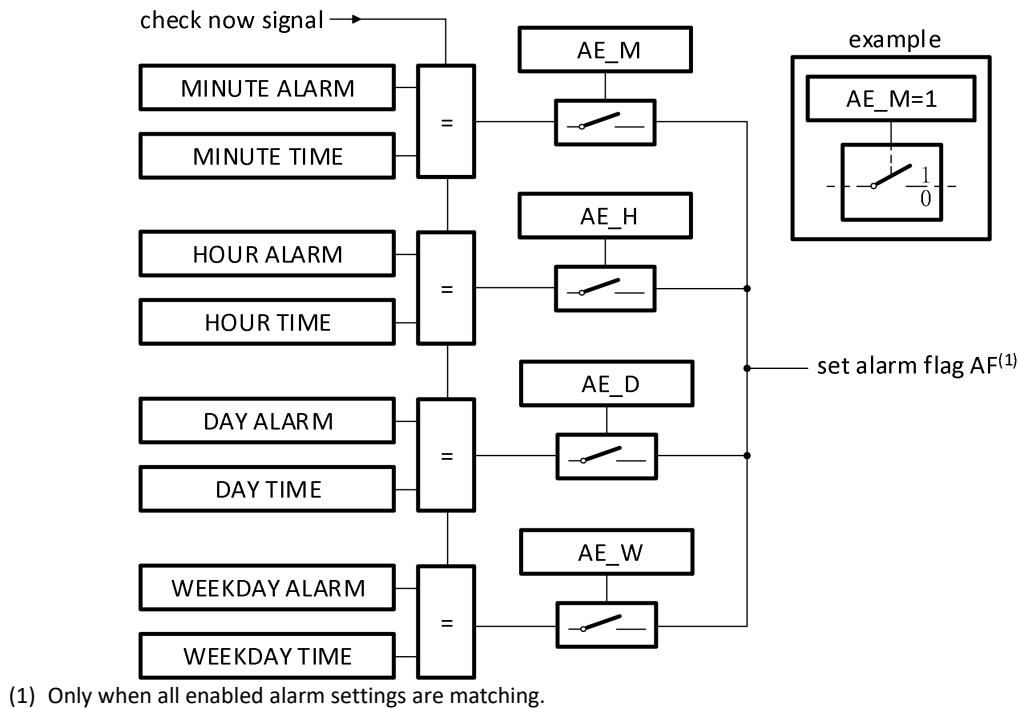 check now signal
MINUTE ALARM
MINUTE TIME
=
AE_M
example
AE_M=1
1
0
HOUR ALARM
HOUR TIME
=
AE_H
DAY ALARM
DAY TIME
=
AE_D
set alarm flag AF(1)
WEEKDAY ALARM
WEEKDAY TIME
=
AE_W
(1) Only when all enabled alarm settings are matching.